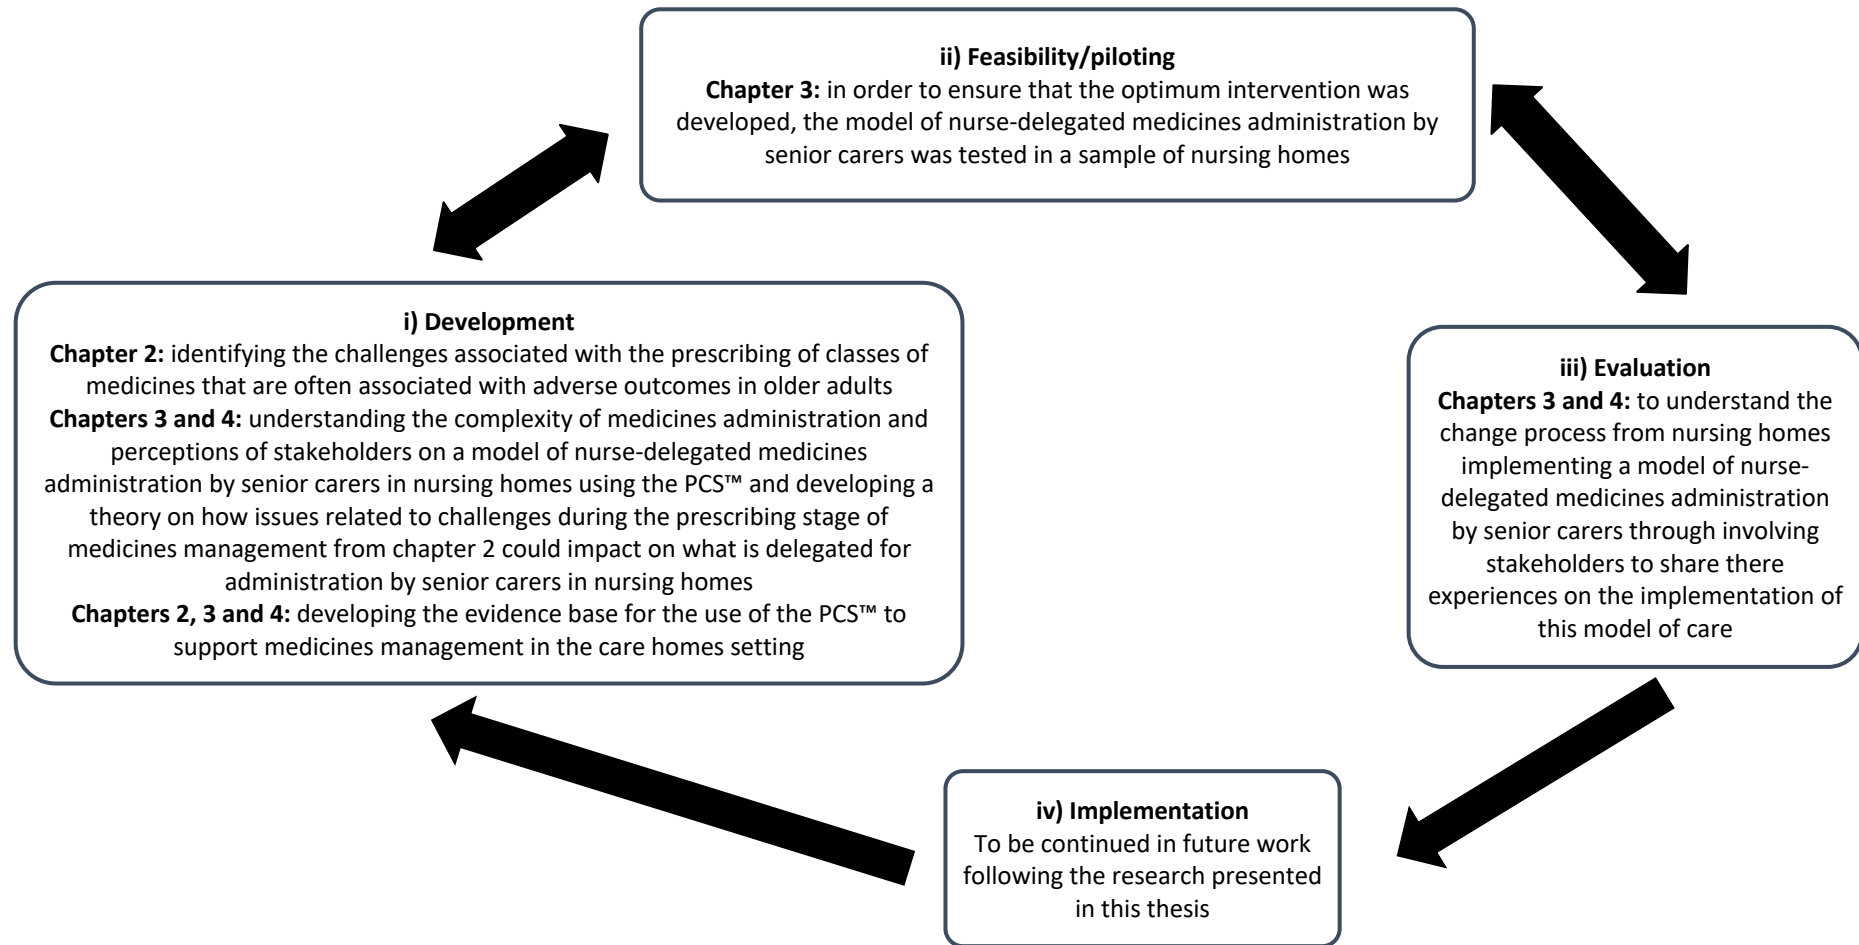 ii) Feasibility/piloting
Chapter 3: in order to ensure that the optimum intervention was
developed, the model of nurse-delegated medicines administration by
senior carers was tested in a sample of nursing homes
i) Development
Chapter 2: identifying the challenges associated with the prescribing of classes of
medicines that are often associated with adverse outcomes in older adults
Chapters 3 and 4: understanding the complexity of medicines administration and
perceptions of stakeholders on a model of nurse-delegated medicines
administration by senior carers in nursing homes using the PCS™ and developing a
theory on how issues related to challenges during the prescribing stage of
medicines management from chapter 2 could impact on what is delegated for
administration by senior carers in nursing homes
Chapters 2, 3 and 4: developing the evidence base for the use of the PCS™ to
support medicines management in the care homes setting
iii) Evaluation
Chapters 3 and 4: to understand the
change process from nursing homes
implementing a model of nurse-
delegated medicines administration
by senior carers through involving
stakeholders to share there
experiences on the implementation of
this model of care
iv) Implementation
To be continued in future work
following the research presented
in this thesis